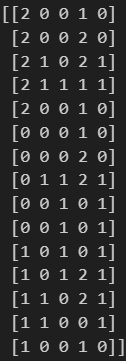 [[2 0 0 1 0]
[2 0 0 2 0]
[2 1 0 2 1]
[2 1 1 1 1]
[2 0 0 1 0]
[0 0 0 1 0]
[0 0 0 2 0]
[0 1 1 2 1]
[0 0 1 0 1]
[0 0 1 0 1]
[1 0 1 0 1]
[1 0 1 2 1]
[1 1 0 2 1]
[1 1 0 0 1]
[1 0 0 1 0]]